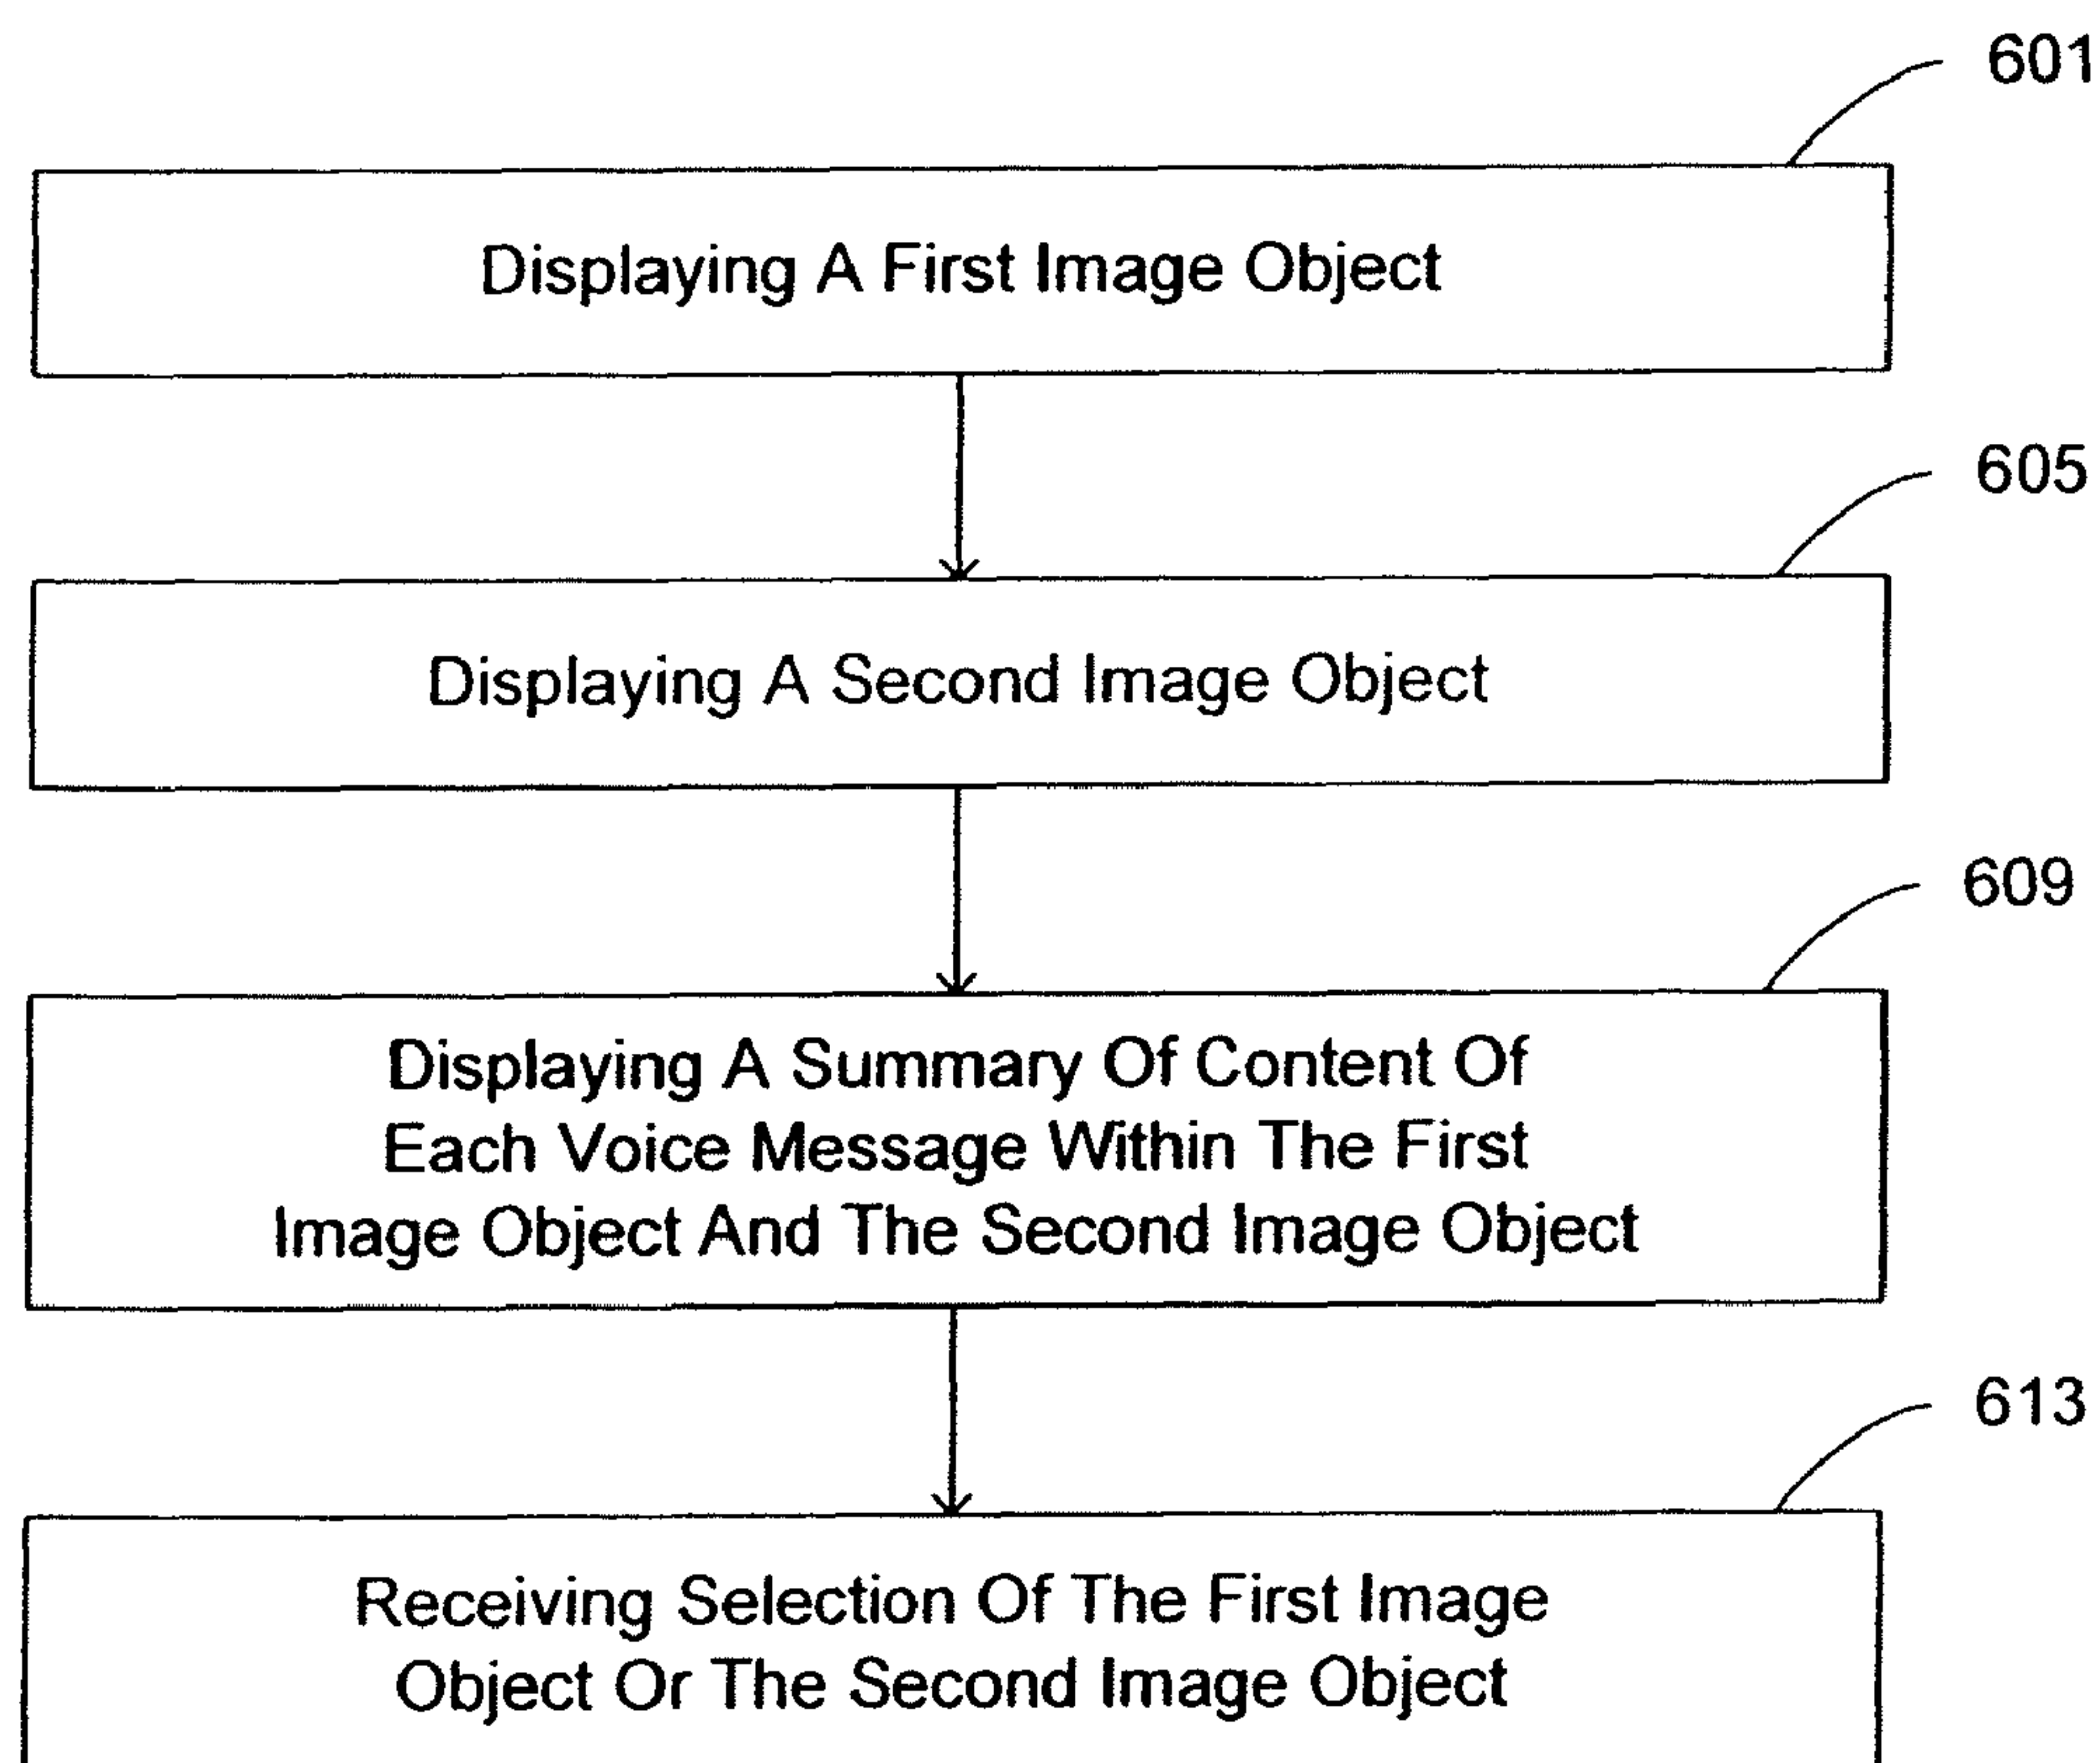 601
Displaying A First Image Object
605
Displaying A Second Image Object
609
Displaying A Summary Of Content Of
Each Voice Message Within The First
Image Object And The Second Image Object
613
Receiving Selection Of The First Image
Object Or The Second Image Object